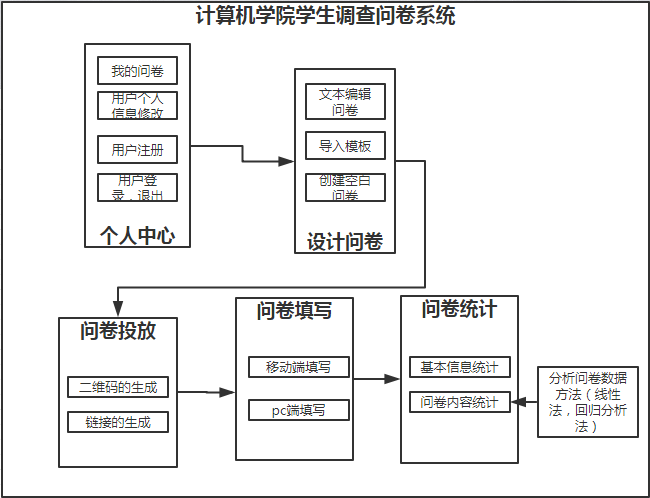 计算机学院学生调查问卷系统
我的问卷
用户个人
信息修改
用户注册
用户登
录，退出
个人中心
文本编辑
问卷
导入模板
创建空白
问卷
设计问卷
问卷投放
二维码的生成
链接的生成
问卷填写
移动端填写
pc端填写
问卷统计
基本信息统计
问卷内容统计
分析问卷数据
方法（线性
法，回归分析
法）